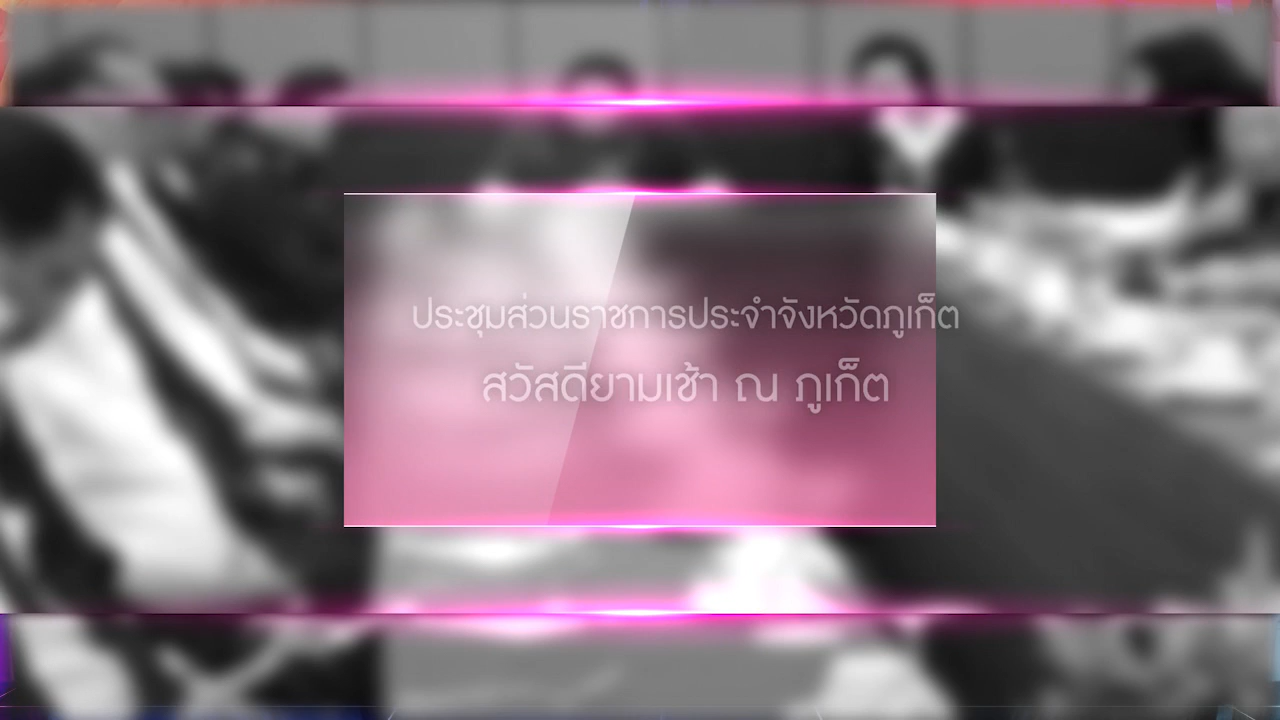 ประชุมส่วนราชการประจำจังหวัดภูเก็ต
สวัสดียามเช้า ณ ภูเก็ต